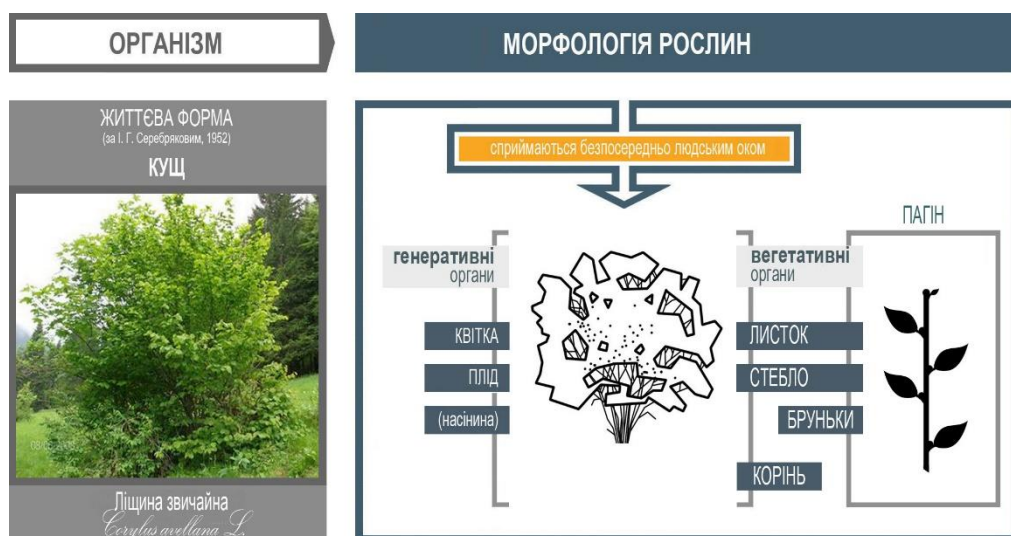 ОРГАНІЗМ
МОРФОЛОГІЯ РОСЛИН
ЖИТТЄВА ФОРМА
(за І. Г. Серебряковим, 1952)
КУЩ
сприймаються безпосередньо людським оком
ПАГІН
генеративні
органи
вегетативні
органи
КВІТКА
ПЛІД
(насінина)
ЛИСТОК
СТЕБЛО
БРУНЬКИ
КОРІНЬ
Ліщина звичайна
Corylus avellana L